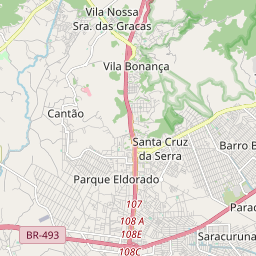 Vila Nossa
Sra. das Graças
Vila Bonança
Cantão
Santa Cruz
da Serra
Barro B
Parque Eldorado
107
Para
108 A
BR-493
108E
Saracuruna
108C